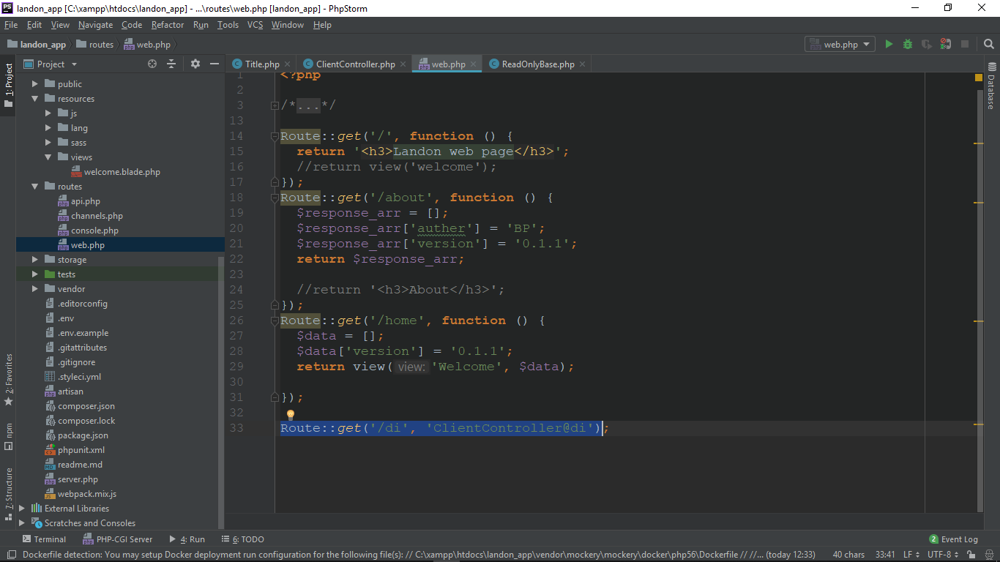 landon_app [C:\xampp\htdocs\landon_app] - ...\routes\web.php [landon_app] - PhpStorm
File Edit View Navigate Code Refactor Run Tools VCS Window Help
landon_app routes web.php web.php
1: Project
Project
Title.php ClientController.php web.php ReadOnlyBase.php
Database
public
resources
js
lang
sass
views
welcome.blade.php
routes
api.php
channels.php
console.php
web.php
storage
tests
vendor
.editorconfig
.env
.env.example
.gitattributes
.gitignore
.styleci.yml
artisan
composer.json
composer.lock
package.json
phpunit.xml
readme.md
server.php
webpack.mix.js
External Libraries
Scratches and Consoles
2: Favorites
npm
7: Structure
1 <?php
2
3 /*...*/
13
14 Route::get('/', function () {
15 return '<h3>Landon web page</h3>';
16 //return view('welcome');
17 });
18 Route::get('/about', function () {
19 $response_arr = [];
20 $response_arr['auther'] = 'BP';
21 $response_arr['version'] = '0.1.1';
22 return $response_arr;
23
24 //return '<h3>About</h3>';
25 });
26 Route::get('/home', function () {
27 $data = [];
28 $data['version'] = '0.1.1';
29 return view( view: 'Welcome', $data);
30
31 });
32
33 Route::get('/di', 'ClientController@di');
Terminal PHP-CGI Server 4: Run 6: TODO 2 Event Log
Dockerfile detection: You may setup Docker deployment run configuration for the following file(s): // C:\xampp\htdocs\landon_app\vendor\mockery\mockery\docker\php56\Dockerfile // //... (today 12:33) 40 chars 33:41 LF UTF-8